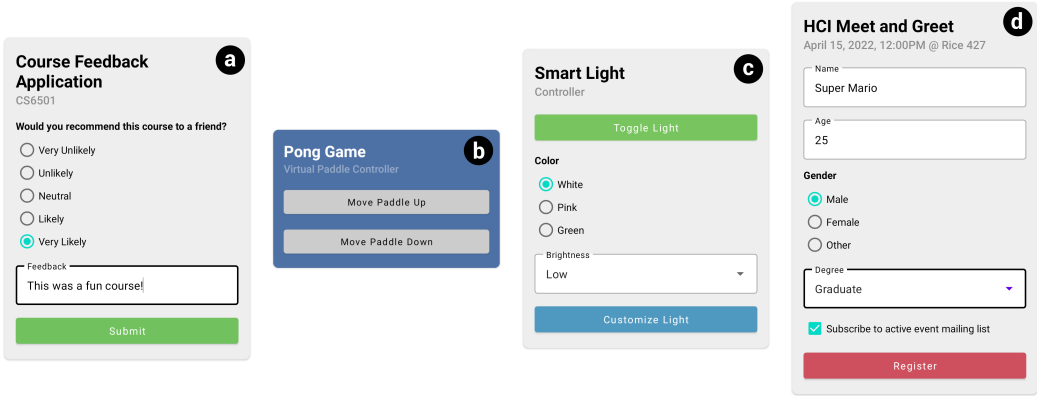 a
Course Feedback
Application
CS6501
Would you recommend this course to a friend?
Very Unlikely
Unlikely
Neutral
Likely
Very Likely
Feedback
This was a fun course!
Submit
b
Pong Game
Virtual Paddle Controller
Move Paddle Up
Move Paddle Down
c
Smart Light
Controller
Toggle Light
Color
White
Pink
Green
Brightness
Low
Customize Light
d
HCI Meet and Greet
April 15, 2022, 12:00PM @ Rice 427
Name
Super Mario
Age
25
Gender
Male
Female
Other
Degree
Graduate
Subscribe to active event mailing list
Register